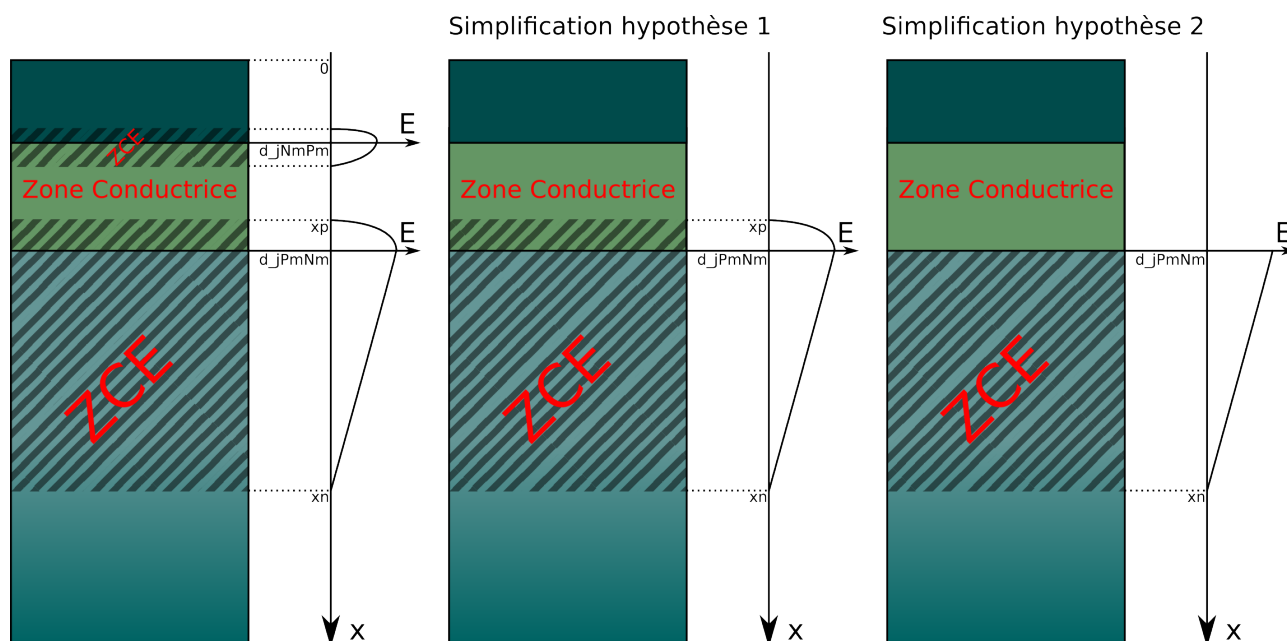 Simplification hypothèse 1
Simplification hypothèse 2
0
ZCE
E
d_jNmPm
Zone Conductrice
xp
E
d_jPmNm
ZCE
xn
x
Zone Conductrice
xp
E
d_jPmNm
ZCE
xn
x
Zone Conductrice
E
d_jPmNm
ZCE
xn
x